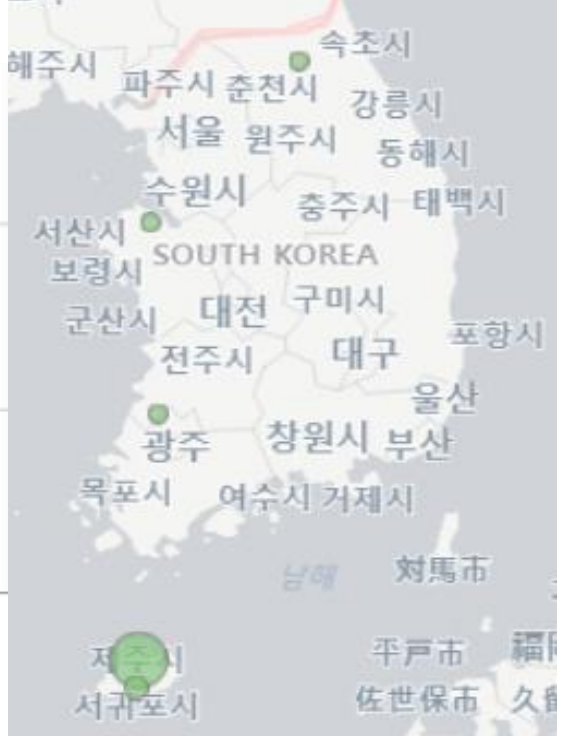 속초시
해주시
파주시 춘천시
강릉시
서울 원주시
동해시
수원시
충주시 태백시
서산시
SOUTH KOREA
보령시
대전 구미시
군산시
포항시
전주시 대구
울산
광주 창원시 부산
목포시 여수시 거제시
남해 対馬市
제주시 平戸市
서귀포시 佐世保市